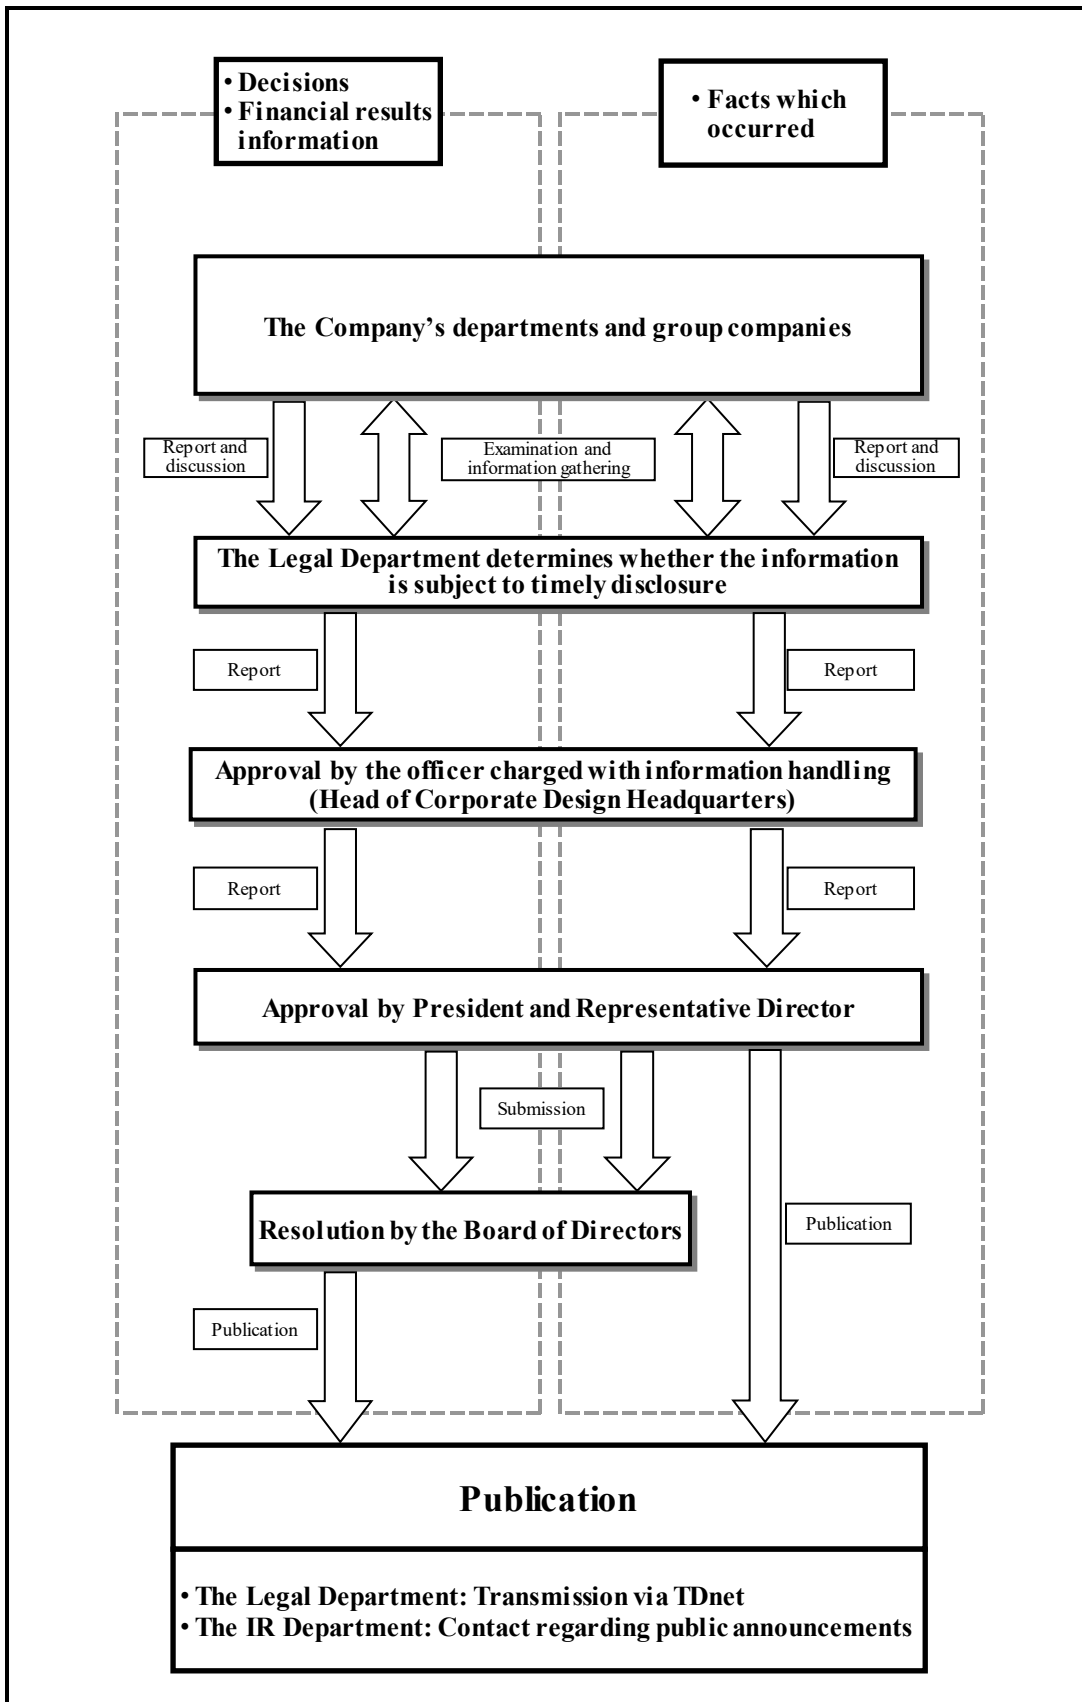 • Decisions
• Financial results
information
• Facts which
occurred
The Company’s departments and group companies
Report and
discussion
Examination and
information gathering
Report and
discussion
The Legal Department determines whether the information
is subject to timely disclosure
Report
Report
Approval by the officer charged with information handling
(Head of Corporate Design Headquarters)
Report
Report
Approval by President and Representative Director
Submission
Resolution by the Board of Directors
Publication
Publication
Publication
• The Legal Department: Transmission via TDnet
• The IR Department: Contact regarding public announcements